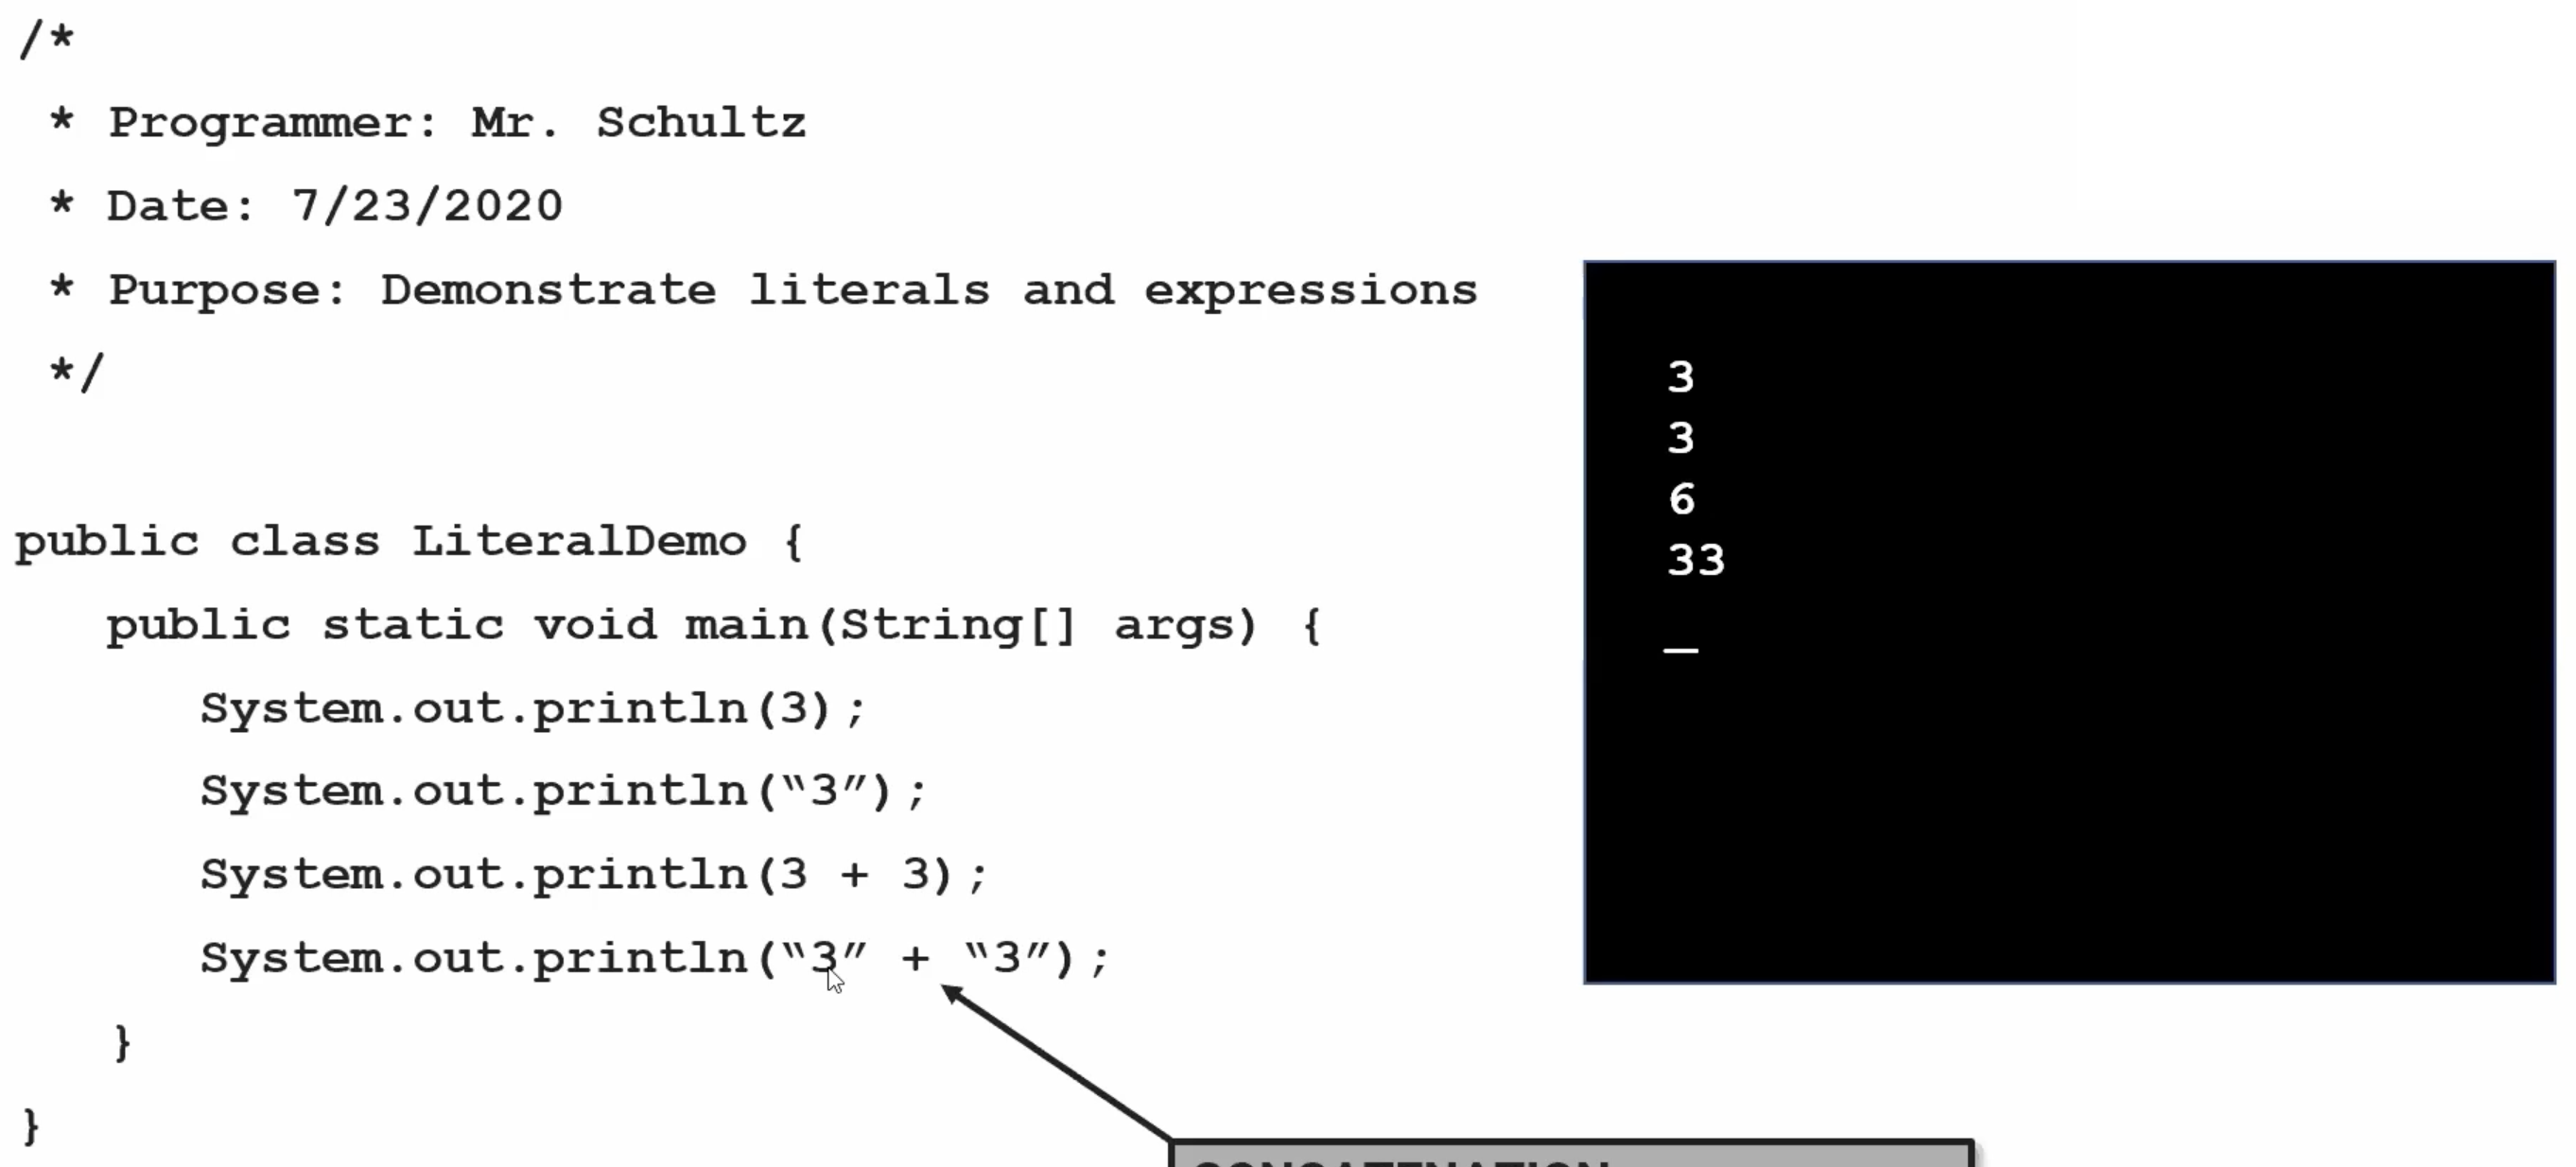 /*
* Programmer: Mr. Schultz
* Date: 7/23/2020
* Purpose: Demonstrate literals and expressions
*/
public class LiteralDemo {
public static void main(String[] args) {
System.out.println(3);
System.out.println(“3”);
System.out.println(3 + 3);
System.out.println(“3” + “3”);
}
}
3
3
6
33
_
CONCATENATION